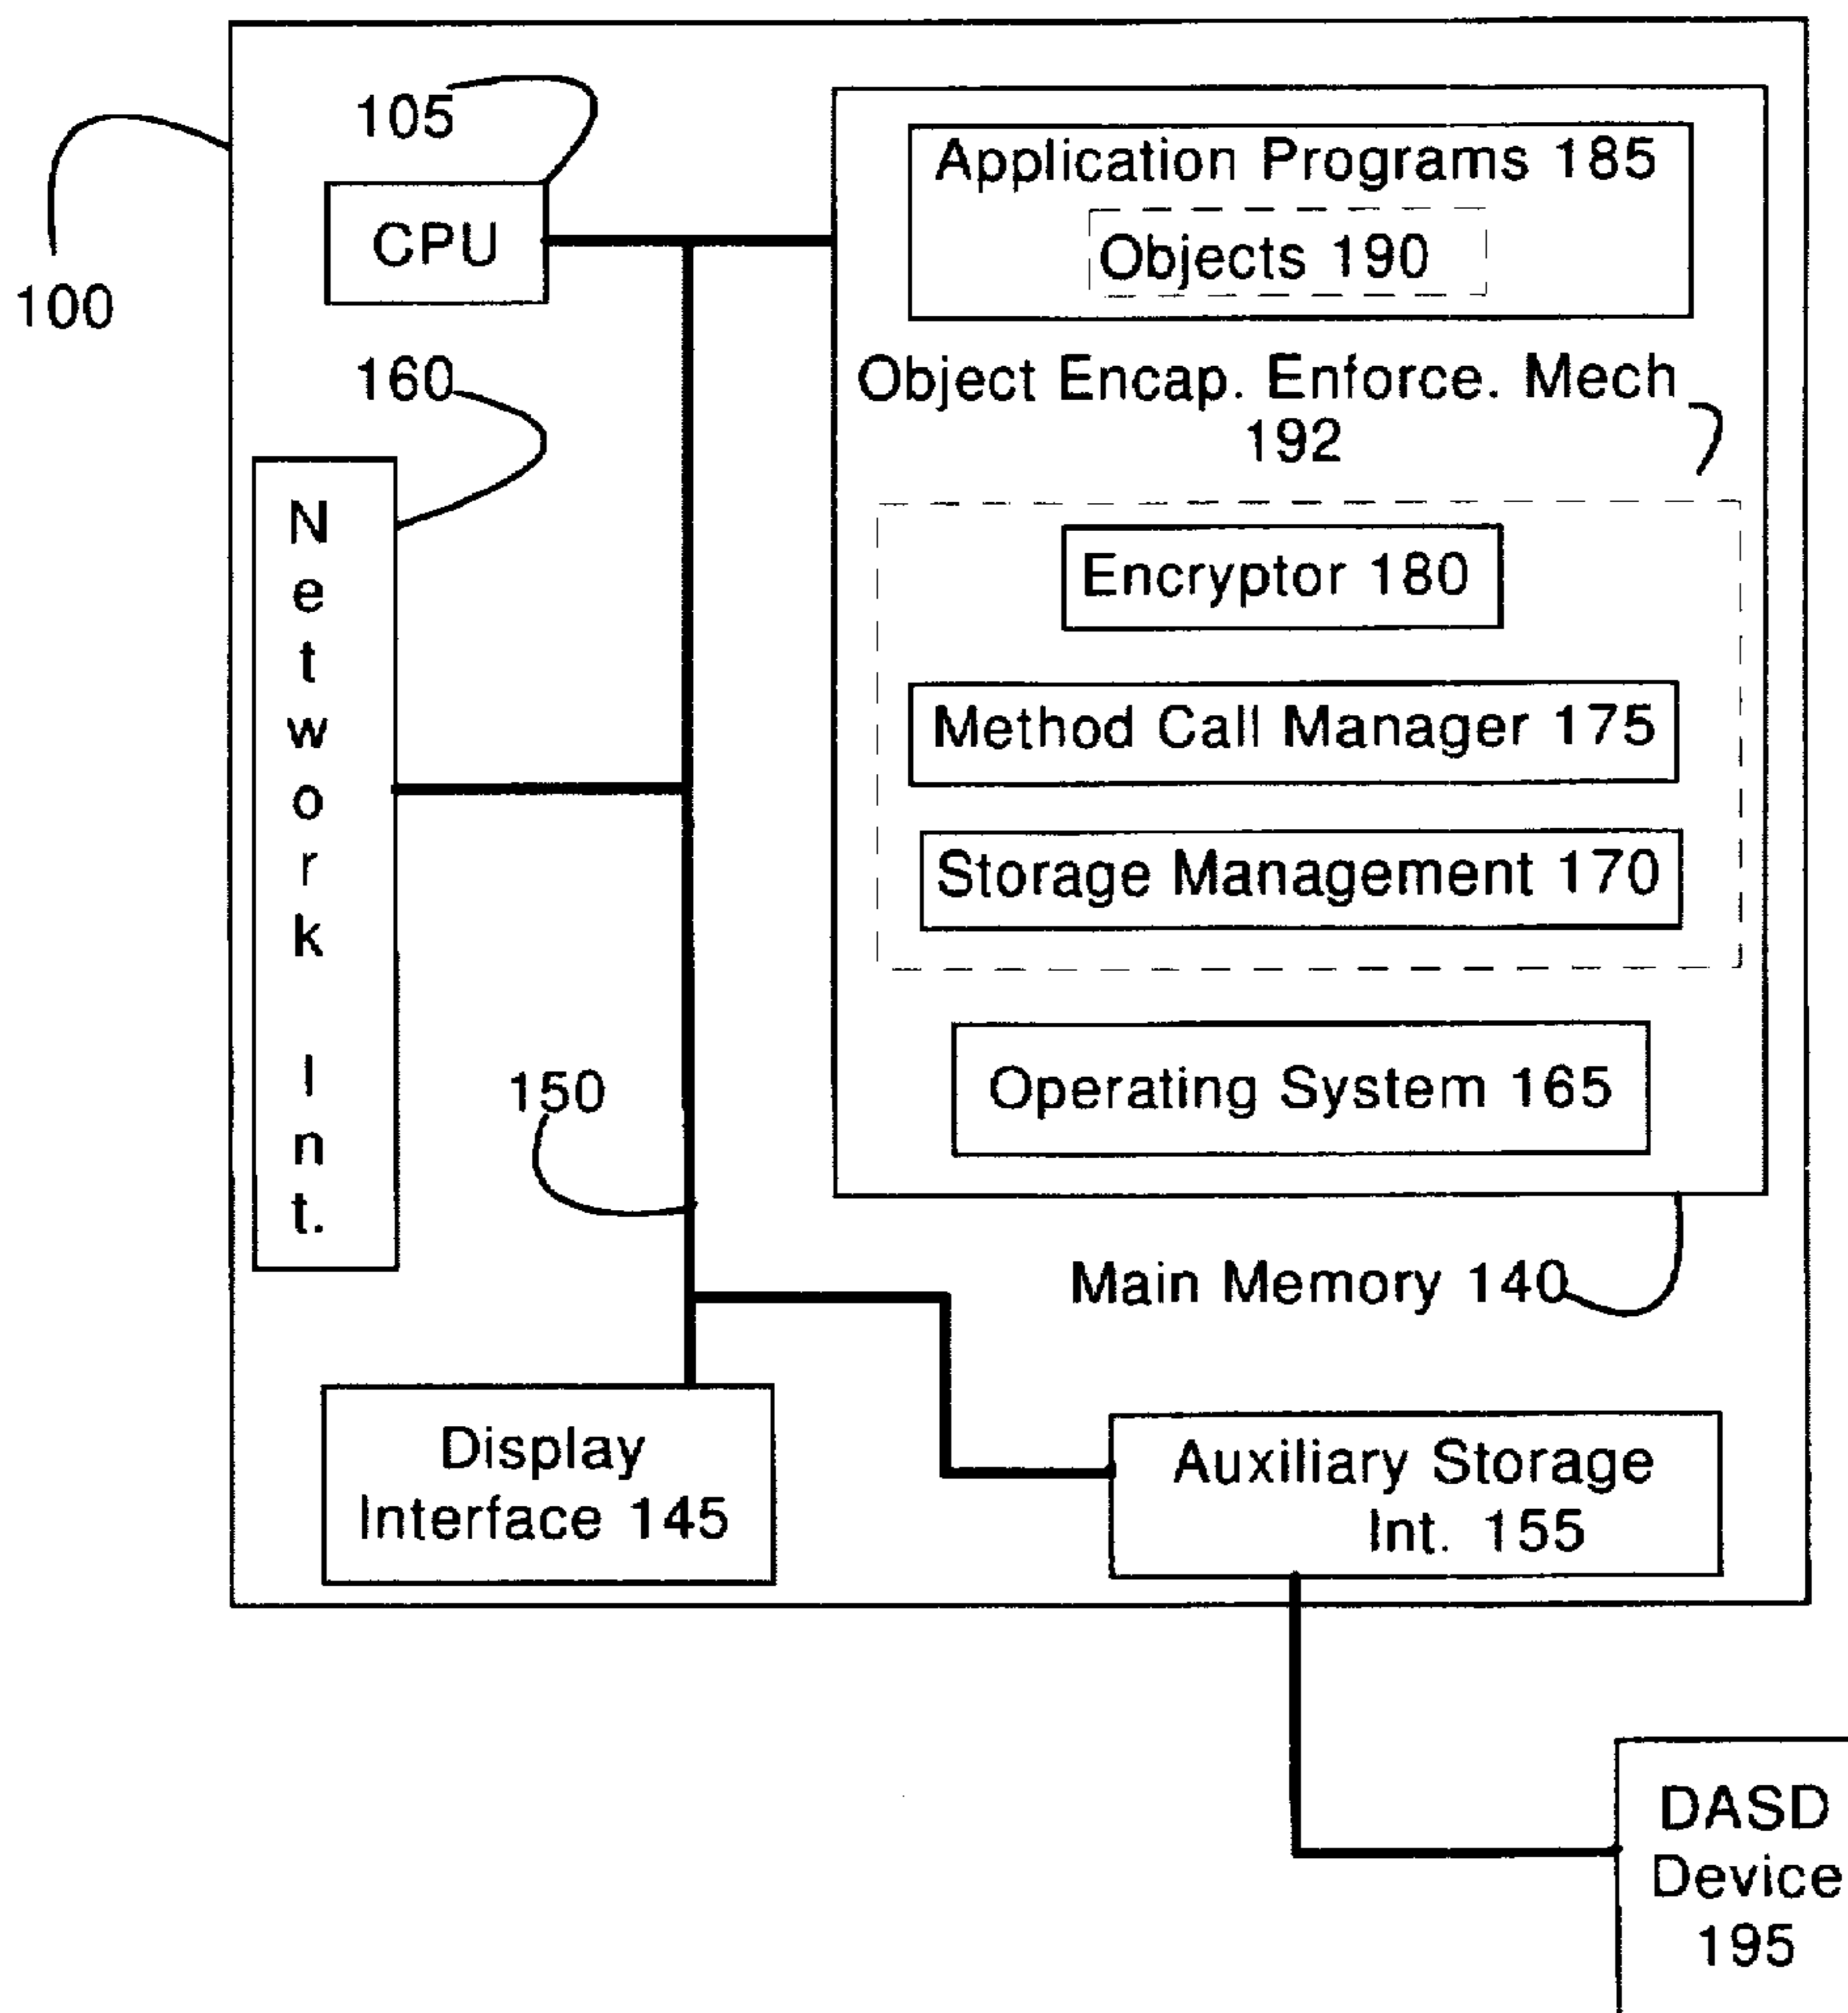 100
105
CPU
160
Network Int.
150
Application Programs 185
Objects 190
Object Encap. Enforce. Mech
192
Encryptor 180
Method Call Manager 175
Storage Management 170
Operating System 165
Main Memory 140
Display
Interface 145
Auxiliary Storage
Int. 155
DASD
Device
195